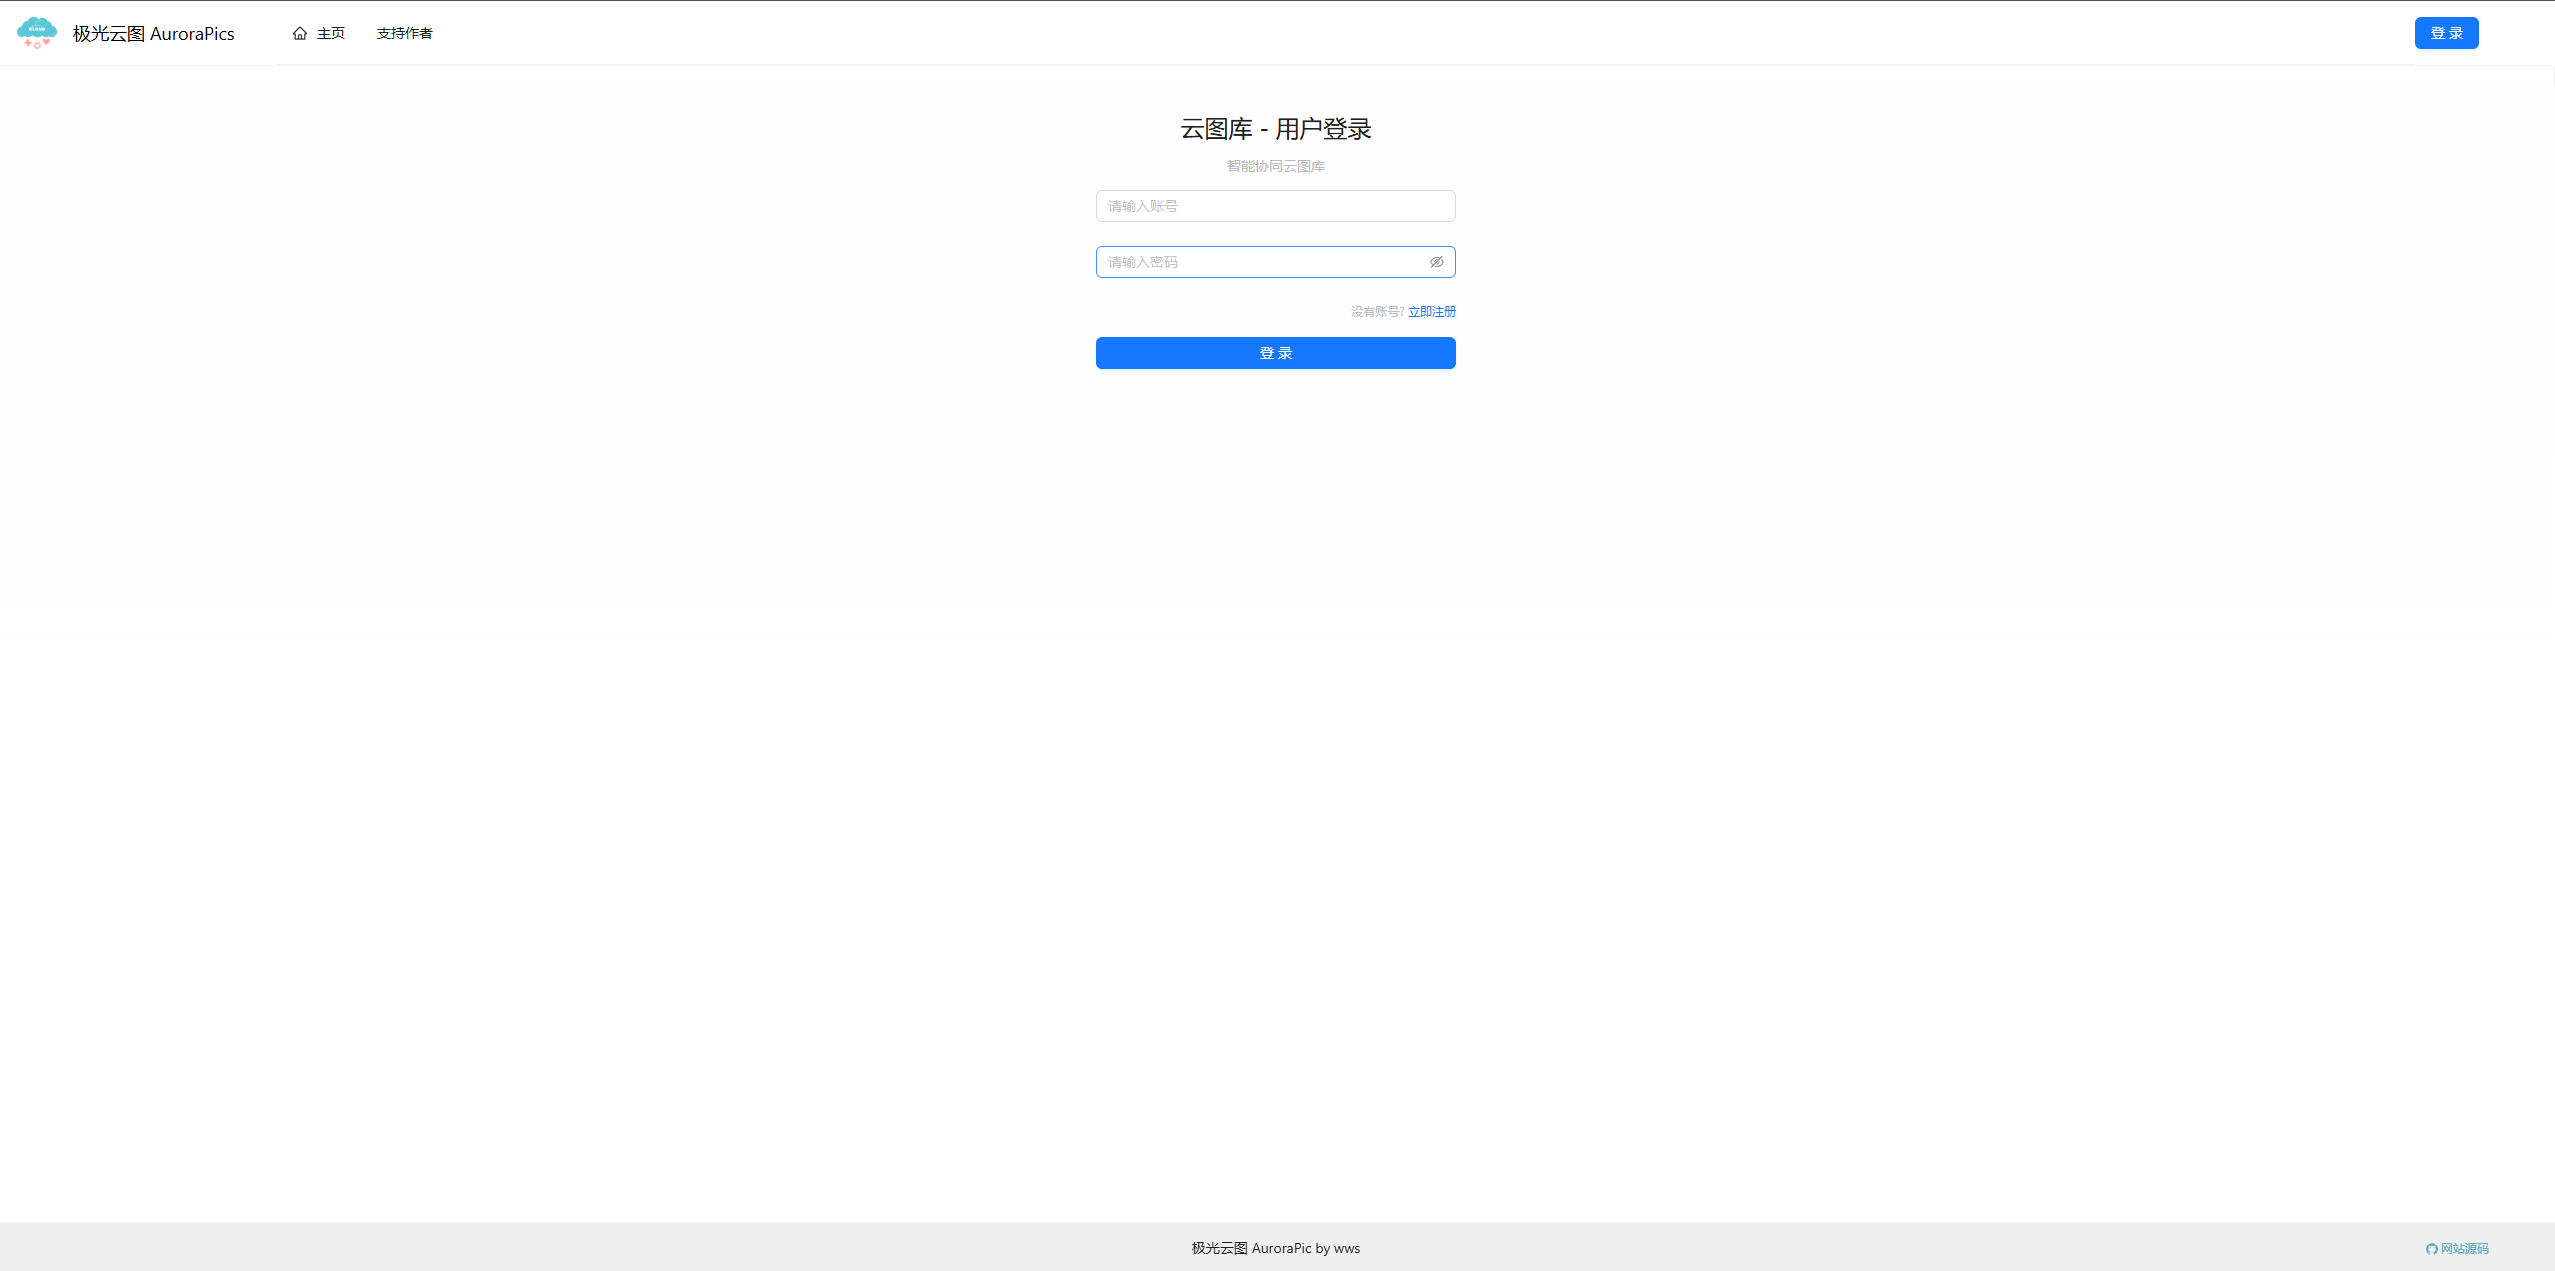 极光云图 AuroraPics
主页
支持作者
登 录
云图库 - 用户登录
智能协同云图库
请输入账号
请输入密码
没有账号? 立即注册
登 录
极光云图 AuroraPic by wws
网站源码